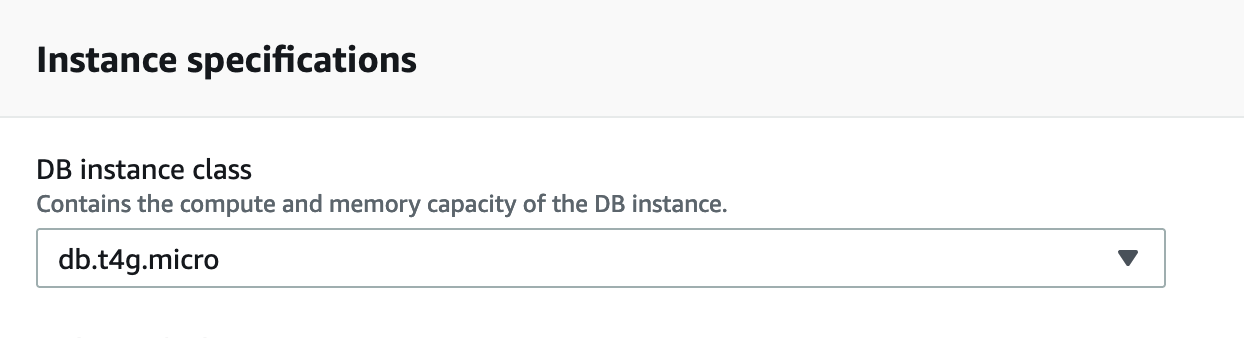 Instance specifications
DB instance class
Contains the compute and memory capacity of the DB instance.
db.t4g.micro